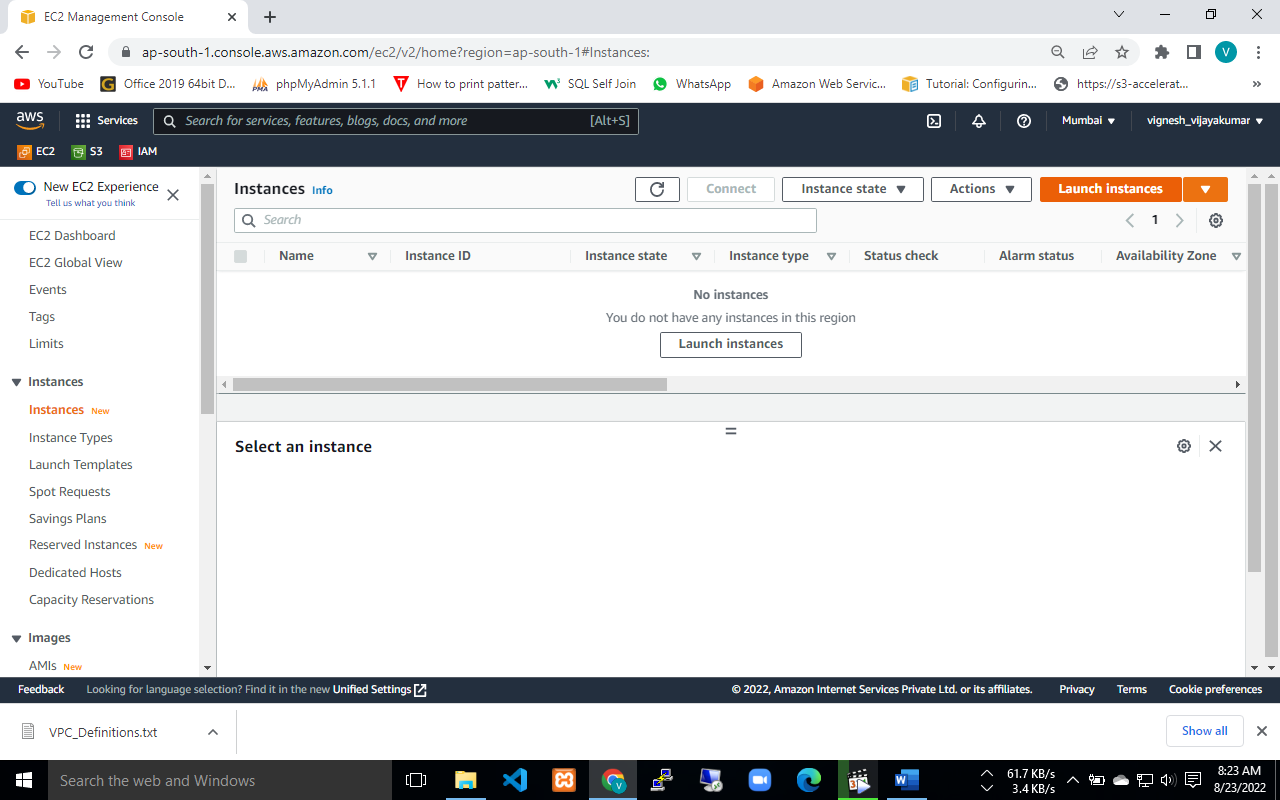 EC2 Management Console
ap-south-1.console.aws.amazon.com/ec2/v2/home?region=ap-south-1#Instances:
V
YouTube Office 2019 64bit D... phpMyAdmin 5.1.1 How to print patter... SQL Self Join WhatsApp Amazon Web Servic... Tutorial: Configurin... https://s3-accelerat... »
aws Services Search for services, features, blogs, docs, and more [Alt+S] Mumbai vignesh_vijayakumar
EC2 S3 IAM
New EC2 Experience
Tell us what you think
EC2 Dashboard
EC2 Global View
Events
Tags
Limits
Instances
Instances New
Instance Types
Launch Templates
Spot Requests
Savings Plans
Reserved Instances New
Dedicated Hosts
Capacity Reservations
Images
AMIs New
Instances Info Connect Instance state Actions Launch instances
Search 1
Name Instance ID Instance state Instance type Status check Alarm status Availability Zone
No instances
You do not have any instances in this region
Launch instances
Select an instance
Feedback Looking for language selection? Find it in the new Unified Settings © 2022, Amazon Internet Services Private Ltd. or its affiliates. Privacy Terms Cookie preferences
VPC_Definitions.txt Show all
Search the web and Windows
61.7 KB/s
3.4 KB/s
8:23 AM
8/23/2022